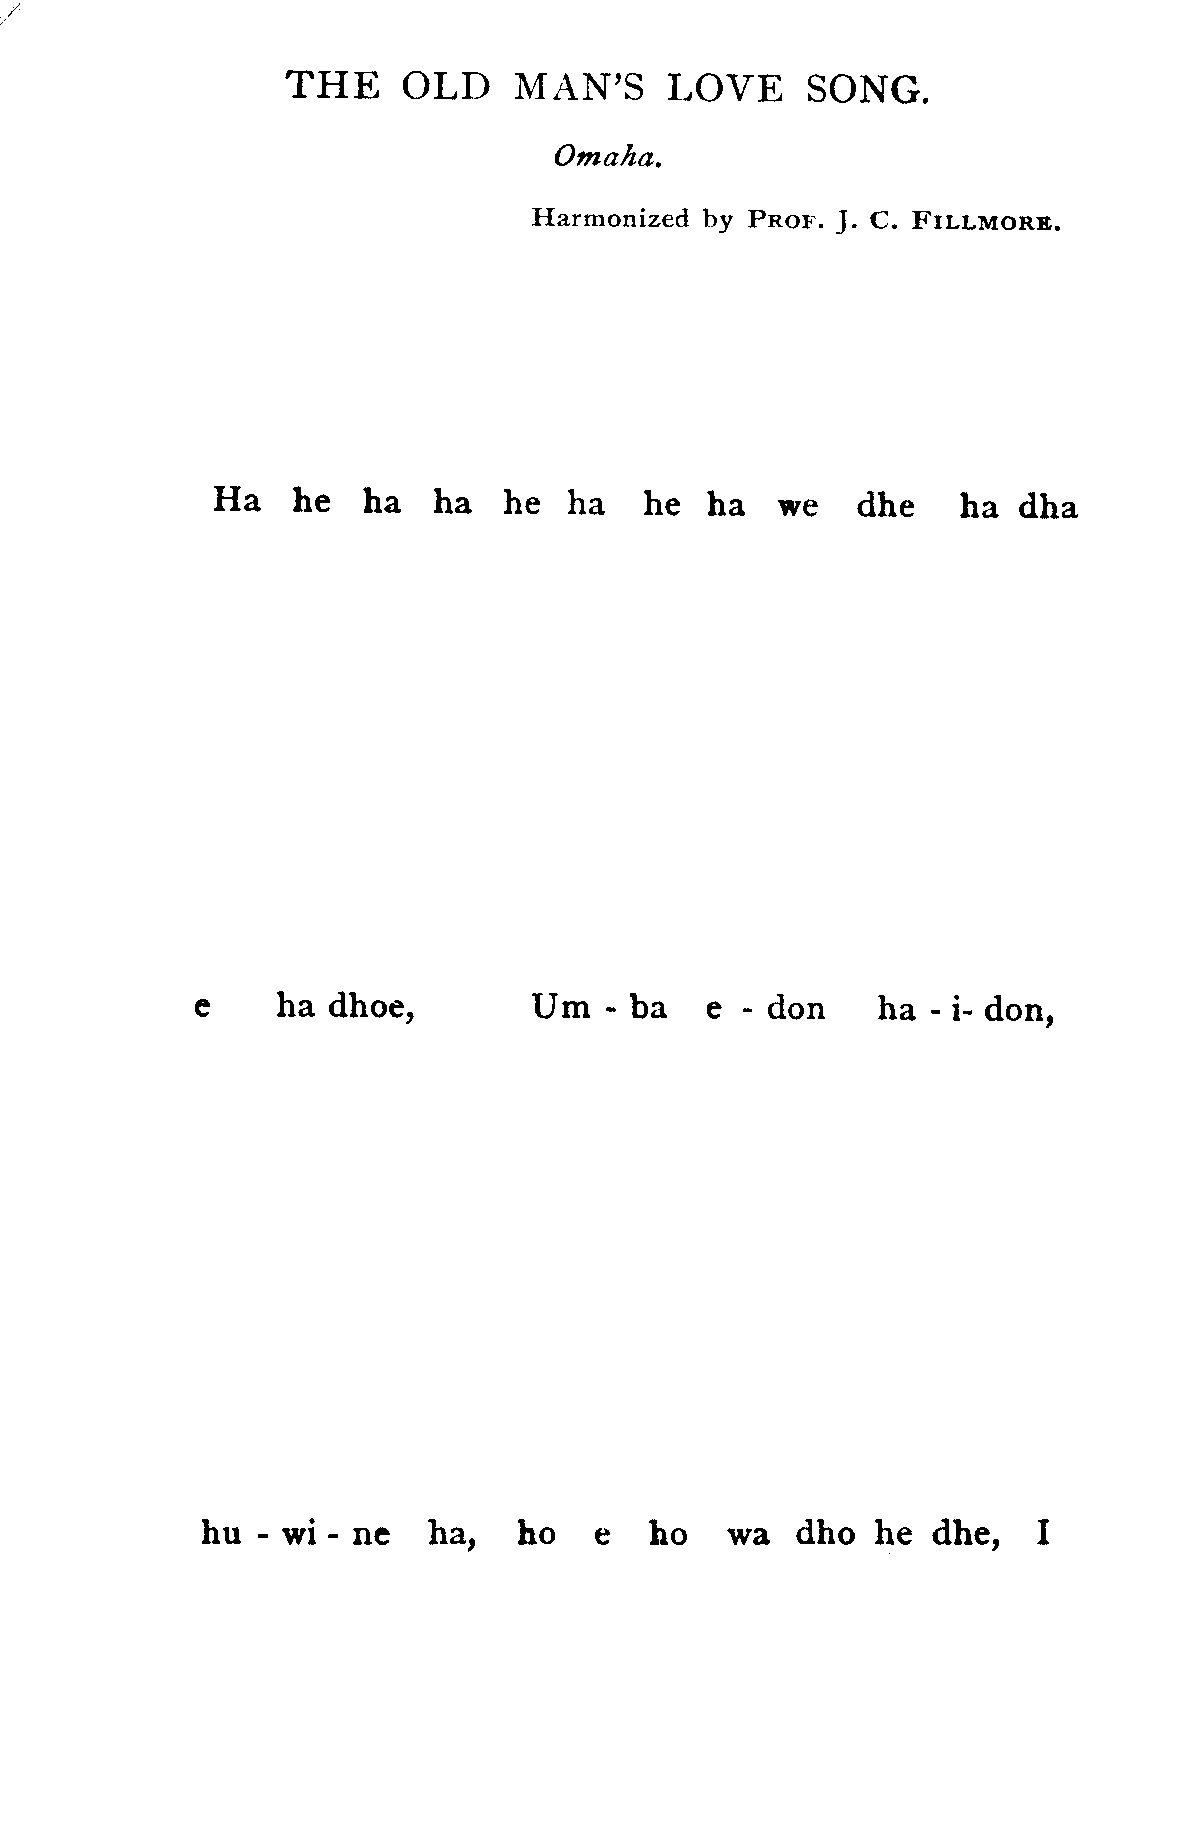 THE OLD MAN'S LOVE SONG.
Omaha.
Harmonized by PROF. J. C. FILLMORE.
Ha he ha ha he ha he ha we dhe ha dha
e ha dhoe, Um - ba e - don ha - i- don,
hu - wi - ne ha, ho e ho wa dho he dhe, I